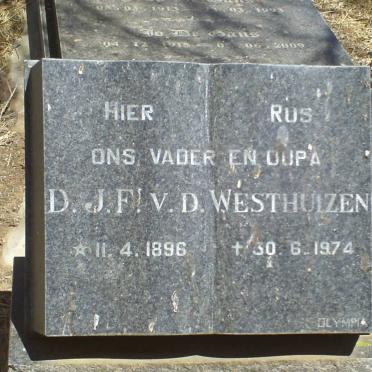 HIER RUS
ONS VADER EN OUPA
D. J. F. V. D. WESTHUIZEN
☆ 11. 4. 1896 ✝ 30. 6. 1974
OLYMPIA